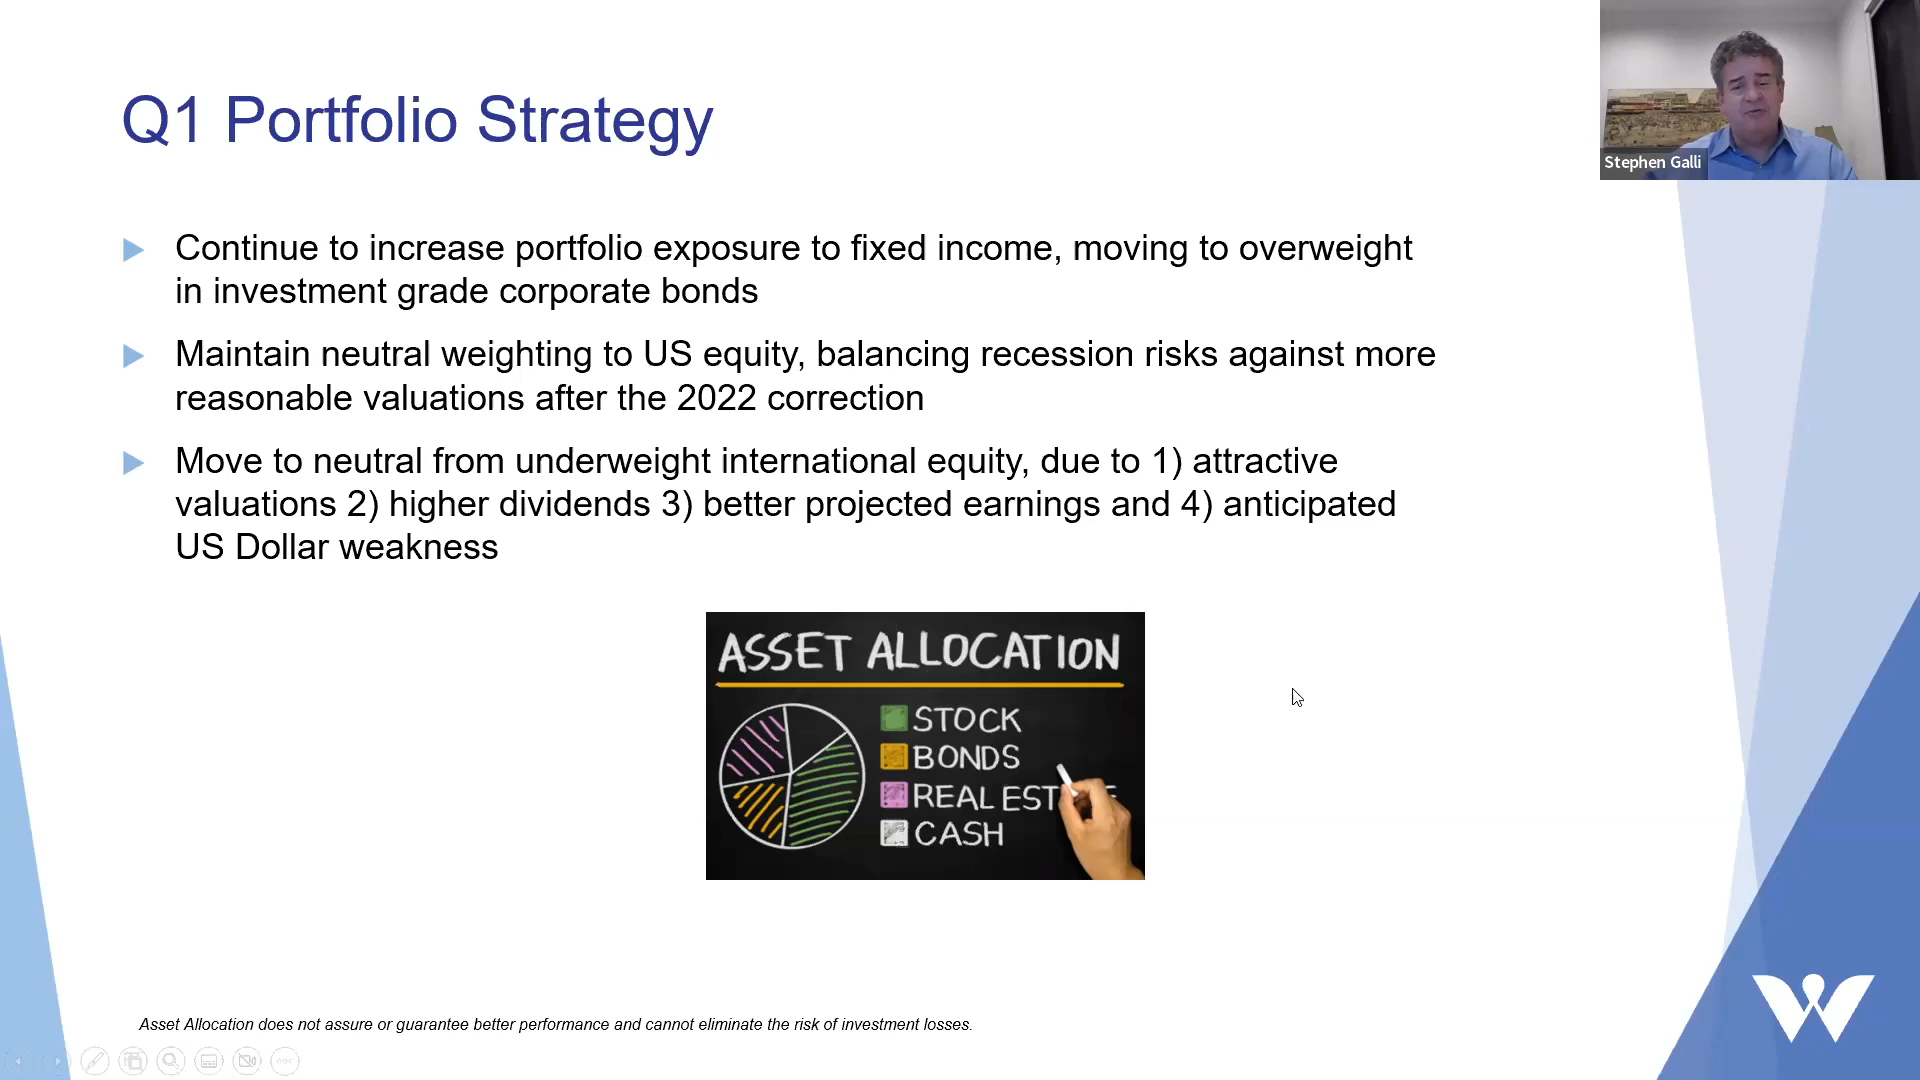 Q1 Portfolio Strategy
Stephen Galli
Continue to increase portfolio exposure to fixed income, moving to overweight
in investment grade corporate bonds
Maintain neutral weighting to US equity, balancing recession risks against more
reasonable valuations after the 2022 correction
Move to neutral from underweight international equity, due to 1) attractive
valuations 2) higher dividends 3) better projected earnings and 4) anticipated
US Dollar weakness
ASSET ALLOCATION
STOCK
BONDS
REAL ESTATE
CASH
Asset Allocation does not assure or guarantee better performance and cannot eliminate the risk of investment losses.